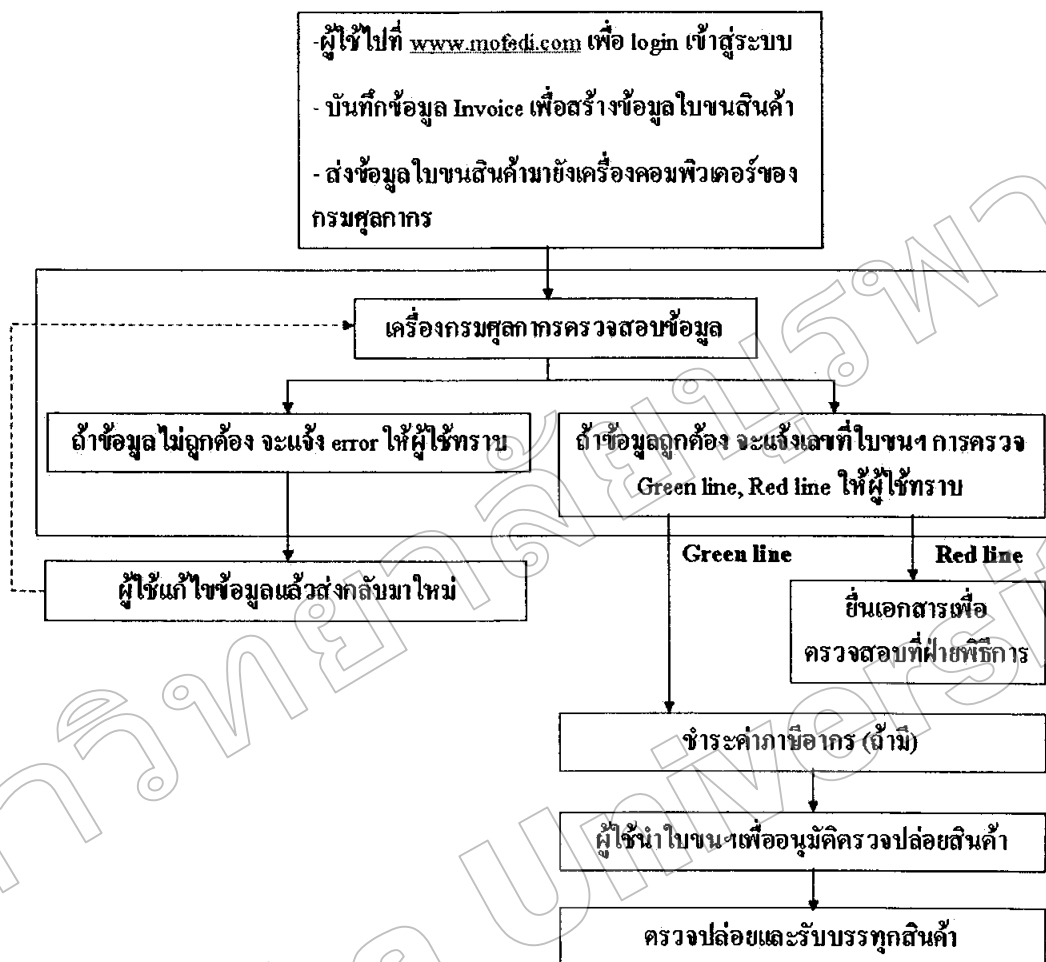 -ผู้ใช้ไปที่ www.mofedi.com เพื่อ login เข้าสู่ระบบ
- บันทึกข้อมูล Invoice เพื่อสร้างข้อมูลใบขนสินค้า
- ส่งข้อมูลใบขนสินค้ามายังเครื่องคอมพิวเตอร์ของ
กรมศุลกากร
เครื่องกรมศุลกากรตรวจสอบข้อมูล
ถ้าข้อมูลไม่ถูกต้อง จะแจ้ง error ให้ผู้ใช้ทราบ
ถ้าข้อมูลถูกต้อง จะแจ้งเลขที่ใบขนฯ การตรวจ
Green line, Red line ให้ผู้ใช้ทราบ
Green line
Red line
ผู้ใช้แก้ไขข้อมูลแล้วส่งกลับมาใหม่
ยื่นเอกสารเพื่อ
ตรวจสอบที่ฝ่ายพิธีการ
ชำระค่าภาษีอากร (ถ้ามี)
ผู้ใช้นำใบขนฯเพื่ออนุมัติตรวจปล่อยสินค้า
ตรวจปล่อยและรับบรรทุกสินค้า